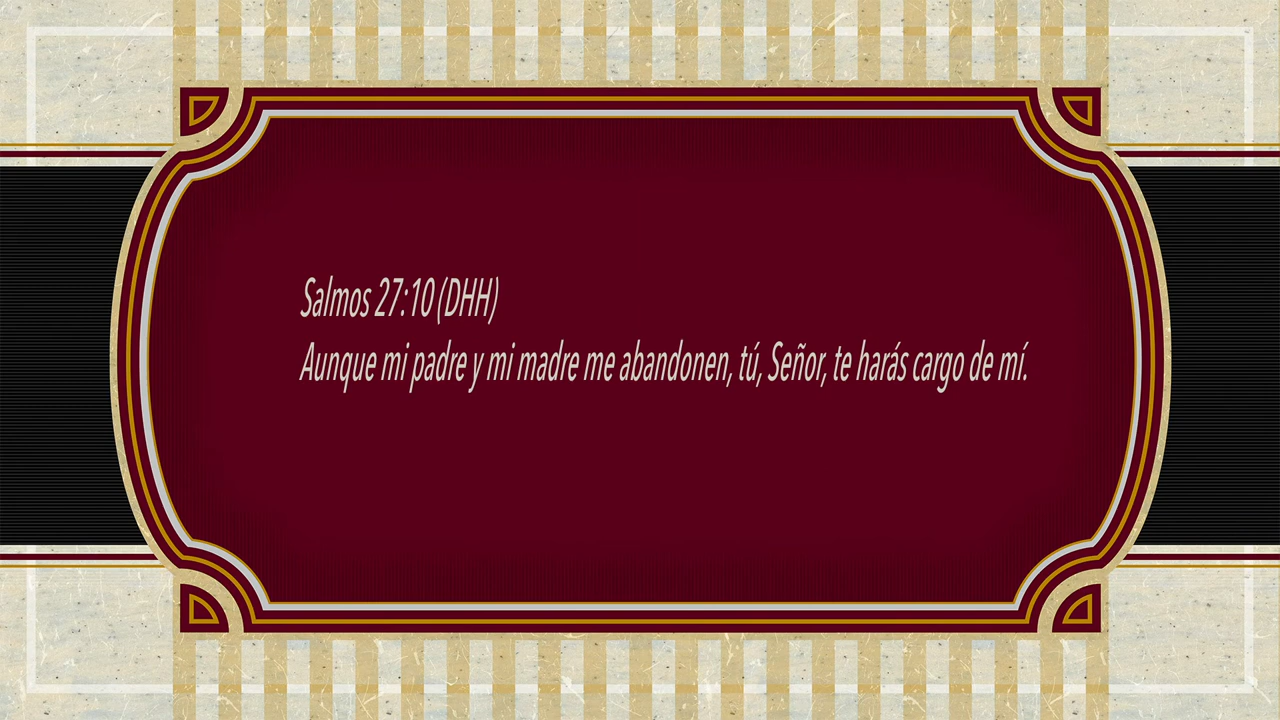 Salmos 27:10 (DHH)
Aunque mi padre y mi madre me abandonen, tú, Señor, te harás cargo de mí.